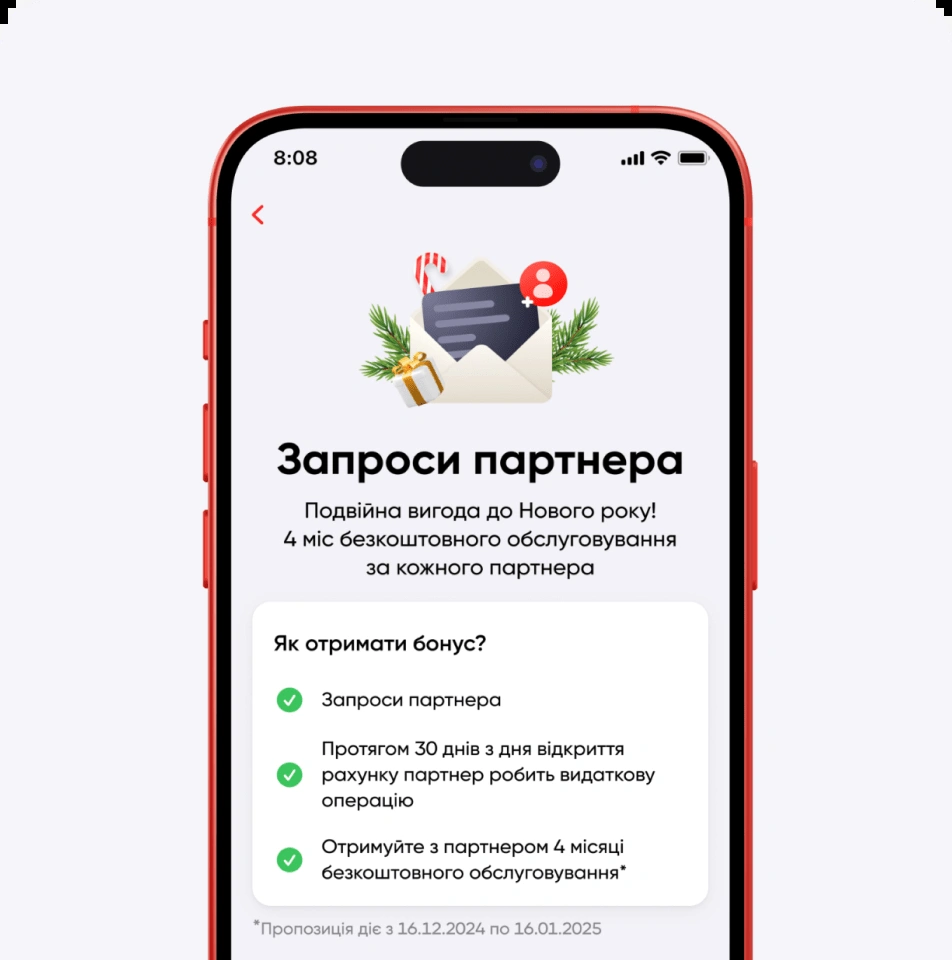 8:08
Запроси партнера
Подвійна вигода до Нового року!
4 міс безкоштовного обслуговування
за кожного партнера
Як отримати бонус?
Запроси партнера
Протягом 30 днів з дня відкриття
рахунку партнер робить видаткову
операцію
Отримуйте з партнером 4 місяці
безкоштовного обслуговування*
*Пропозиція діє з 16.12.2024 по 16.01.2025